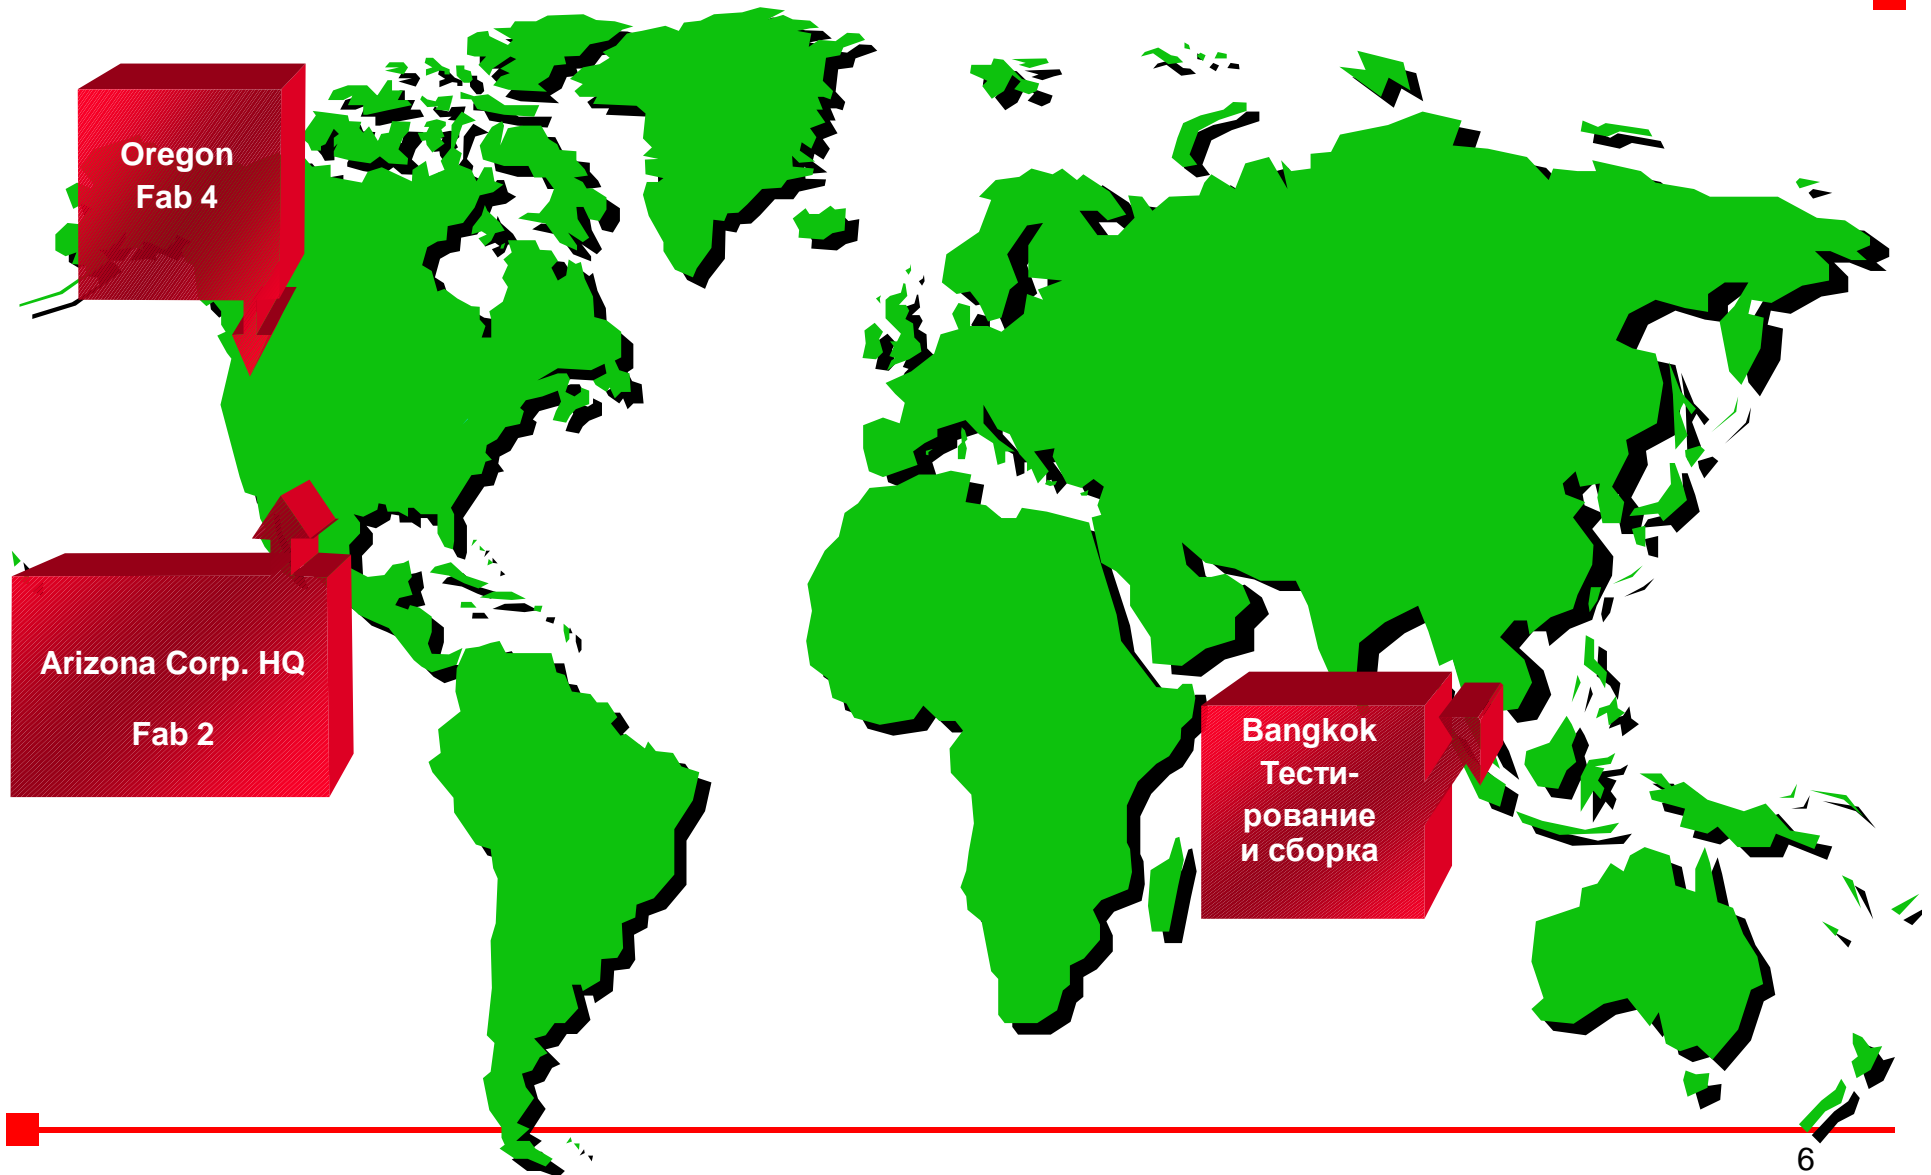 Oregon
Fab 4
Arizona Corp. HQ
Fab 2
Bangkok
Тести-
рование
и сборка
6